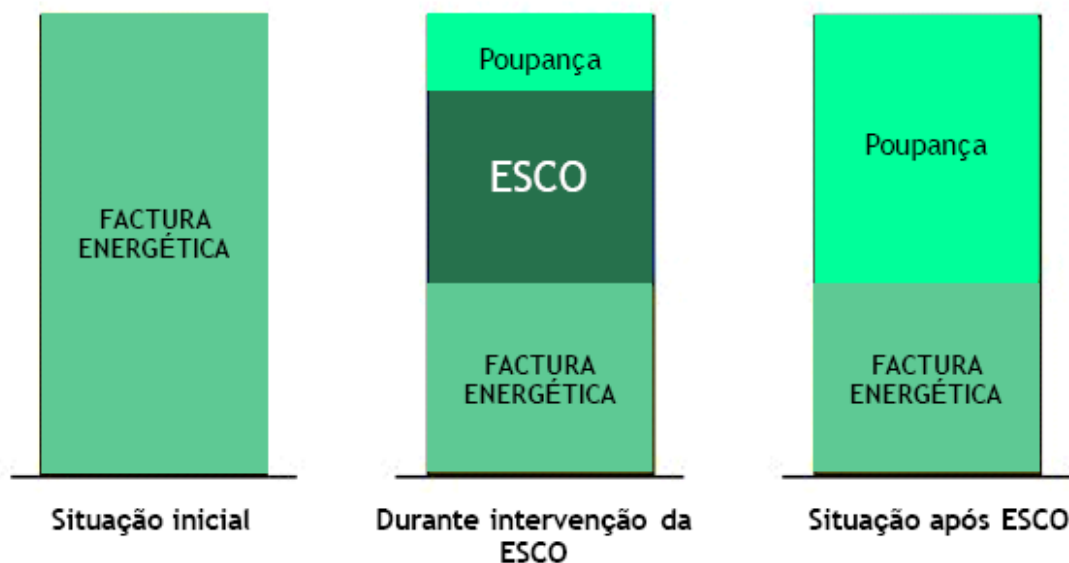 FACTURA
ENERGÉTICA
Situação inicial
Poupança
ESCO
FACTURA
ENERGÉTICA
Durante intervenção da
ESCO
Poupança
FACTURA
ENERGÉTICA
Situação após ESCO